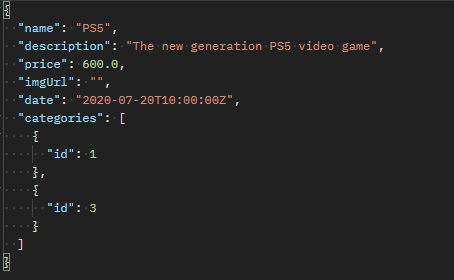 {
  "name": "PS5",
  "description": "The new generation PS5 video game",
  "price": 600.0,
  "imgUrl": "",
  "date": "2020-07-20T10:00:00Z",
  "categories": [
    {
      "id": 1
    },
    {
      "id": 3
    }
  ]
}